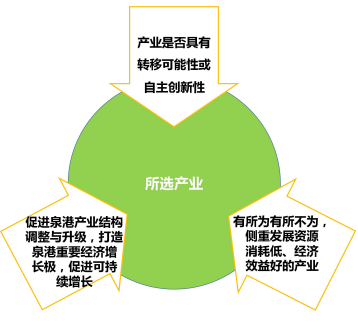 产业是否具有
转移可能性或
自主创新性
所选产业
促进泉港产业结构
调整与升级，打造
泉港重要经济增
长极，促进可持
续增长
有所为有所不为，
侧重发展资源
消耗低、经济
效益好的产业